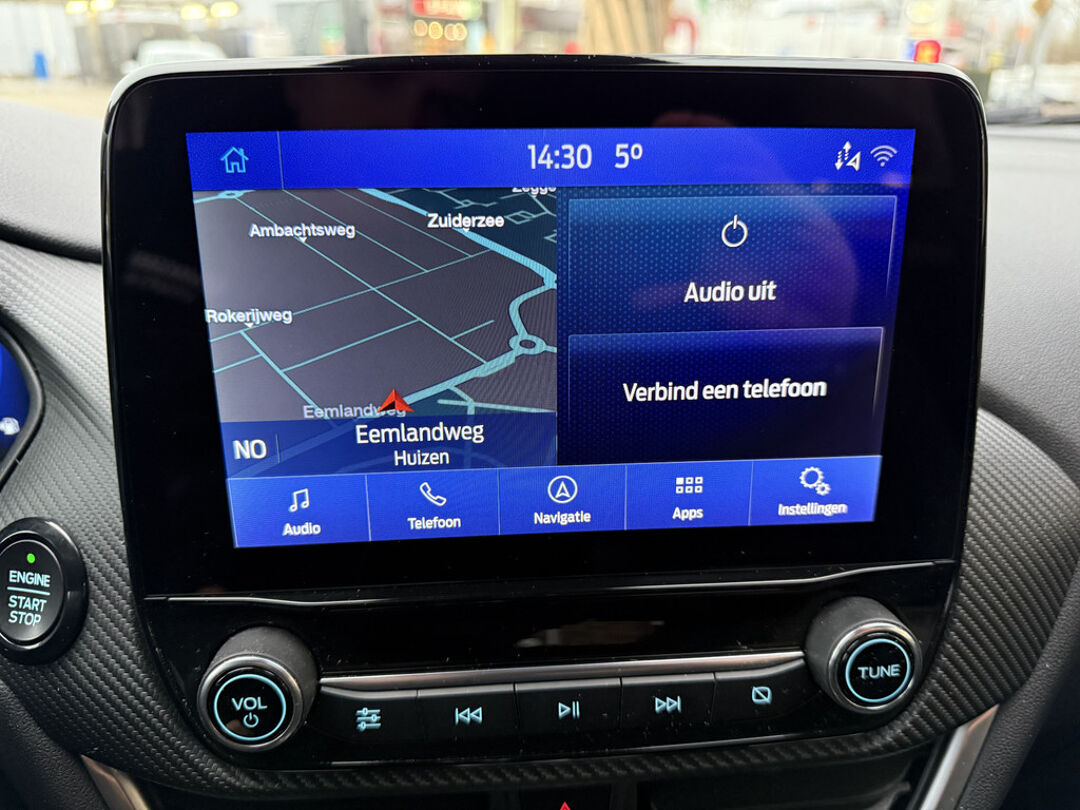 14:30 5°
Zuiderzee
Ambachtsweg
Rokerijweg
Eemlandweg
NO
Eemlandweg
Huizen
Audio uit
Verbind een telefoon
Audio
Telefoon
Navigatie
Apps
Instellingen
ENGINE
START
STOP
VOL
TUNE